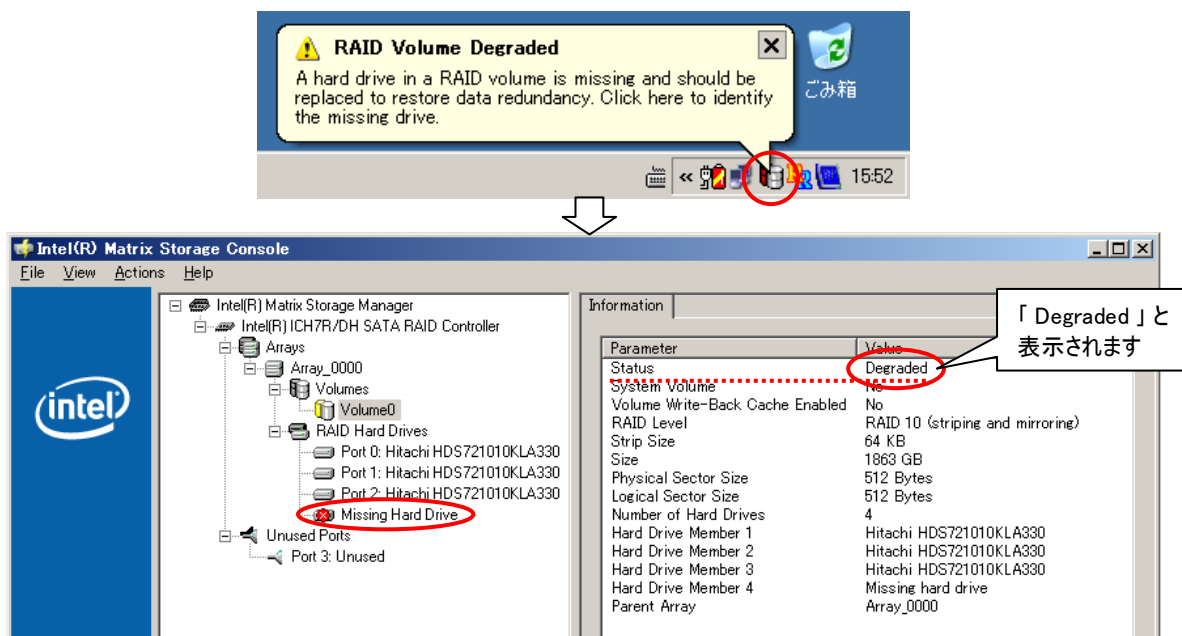 RAID Volume Degraded
A hard drive in a RAID volume is missing and should be
replaced to restore data redundancy. Click here to identify
the missing drive.
ごみ箱
«
15:52
Intel(R) Matrix Storage Console
File View Actions Help
Intel(R) Matrix Storage Manager
Intel(R) ICH7R/DH SATA RAID Controller
Arrays
Array_0000
Volumes
Volume0
RAID Hard Drives
Port 0: Hitachi HDS721010KLA330
Port 1: Hitachi HDS721010KLA330
Port 2: Hitachi HDS721010KLA330
Missing Hard Drive
Unused Ports
Port 3: Unused
intel
Information
Parameter Value
Status Degraded
System Volume No
Volume Write-Back Cache Enabled No
RAID Level RAID 10 (striping and mirroring)
Strip Size 64 KB
Size 1863 GB
Physical Sector Size 512 Bytes
Logical Sector Size 512 Bytes
Number of Hard Drives 4
Hard Drive Member 1 Hitachi HDS721010KLA330
Hard Drive Member 2 Hitachi HDS721010KLA330
Hard Drive Member 3 Hitachi HDS721010KLA330
Hard Drive Member 4 Missing hard drive
Parent Array Array_0000
「 Degraded 」と
表示されます